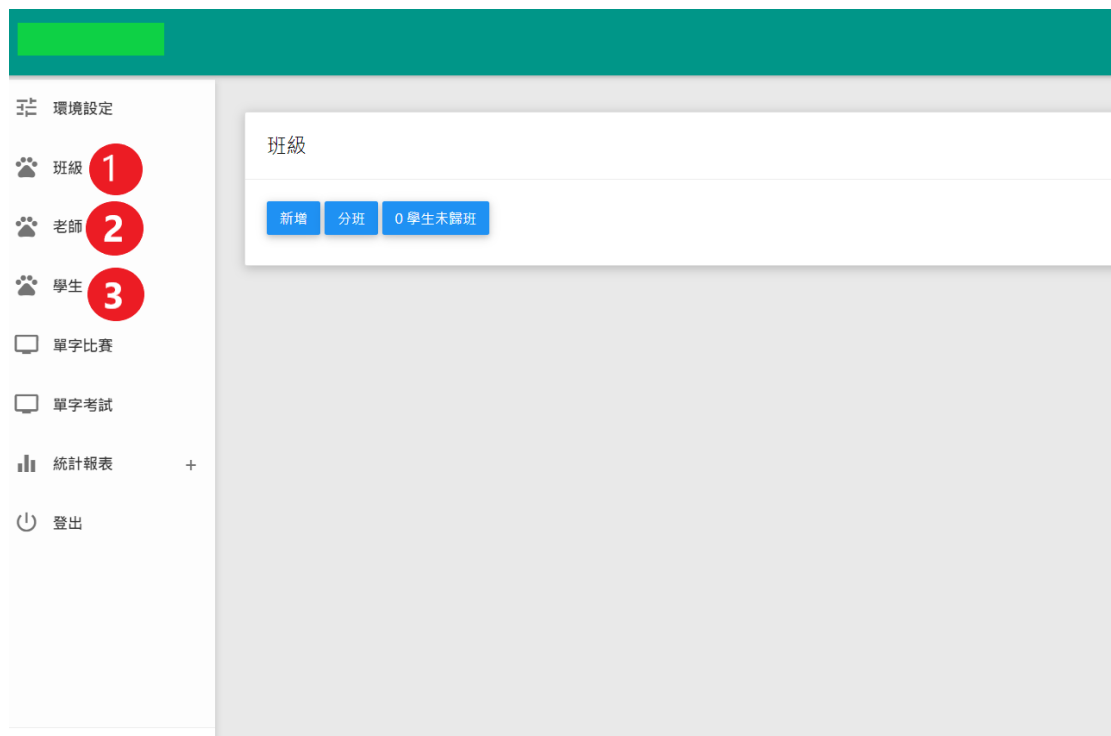 環境設定
班級 1
老師 2
學生 3
單字比賽
單字考試
統計報表 +
登出
班級
新增 分班 0 學生未歸班